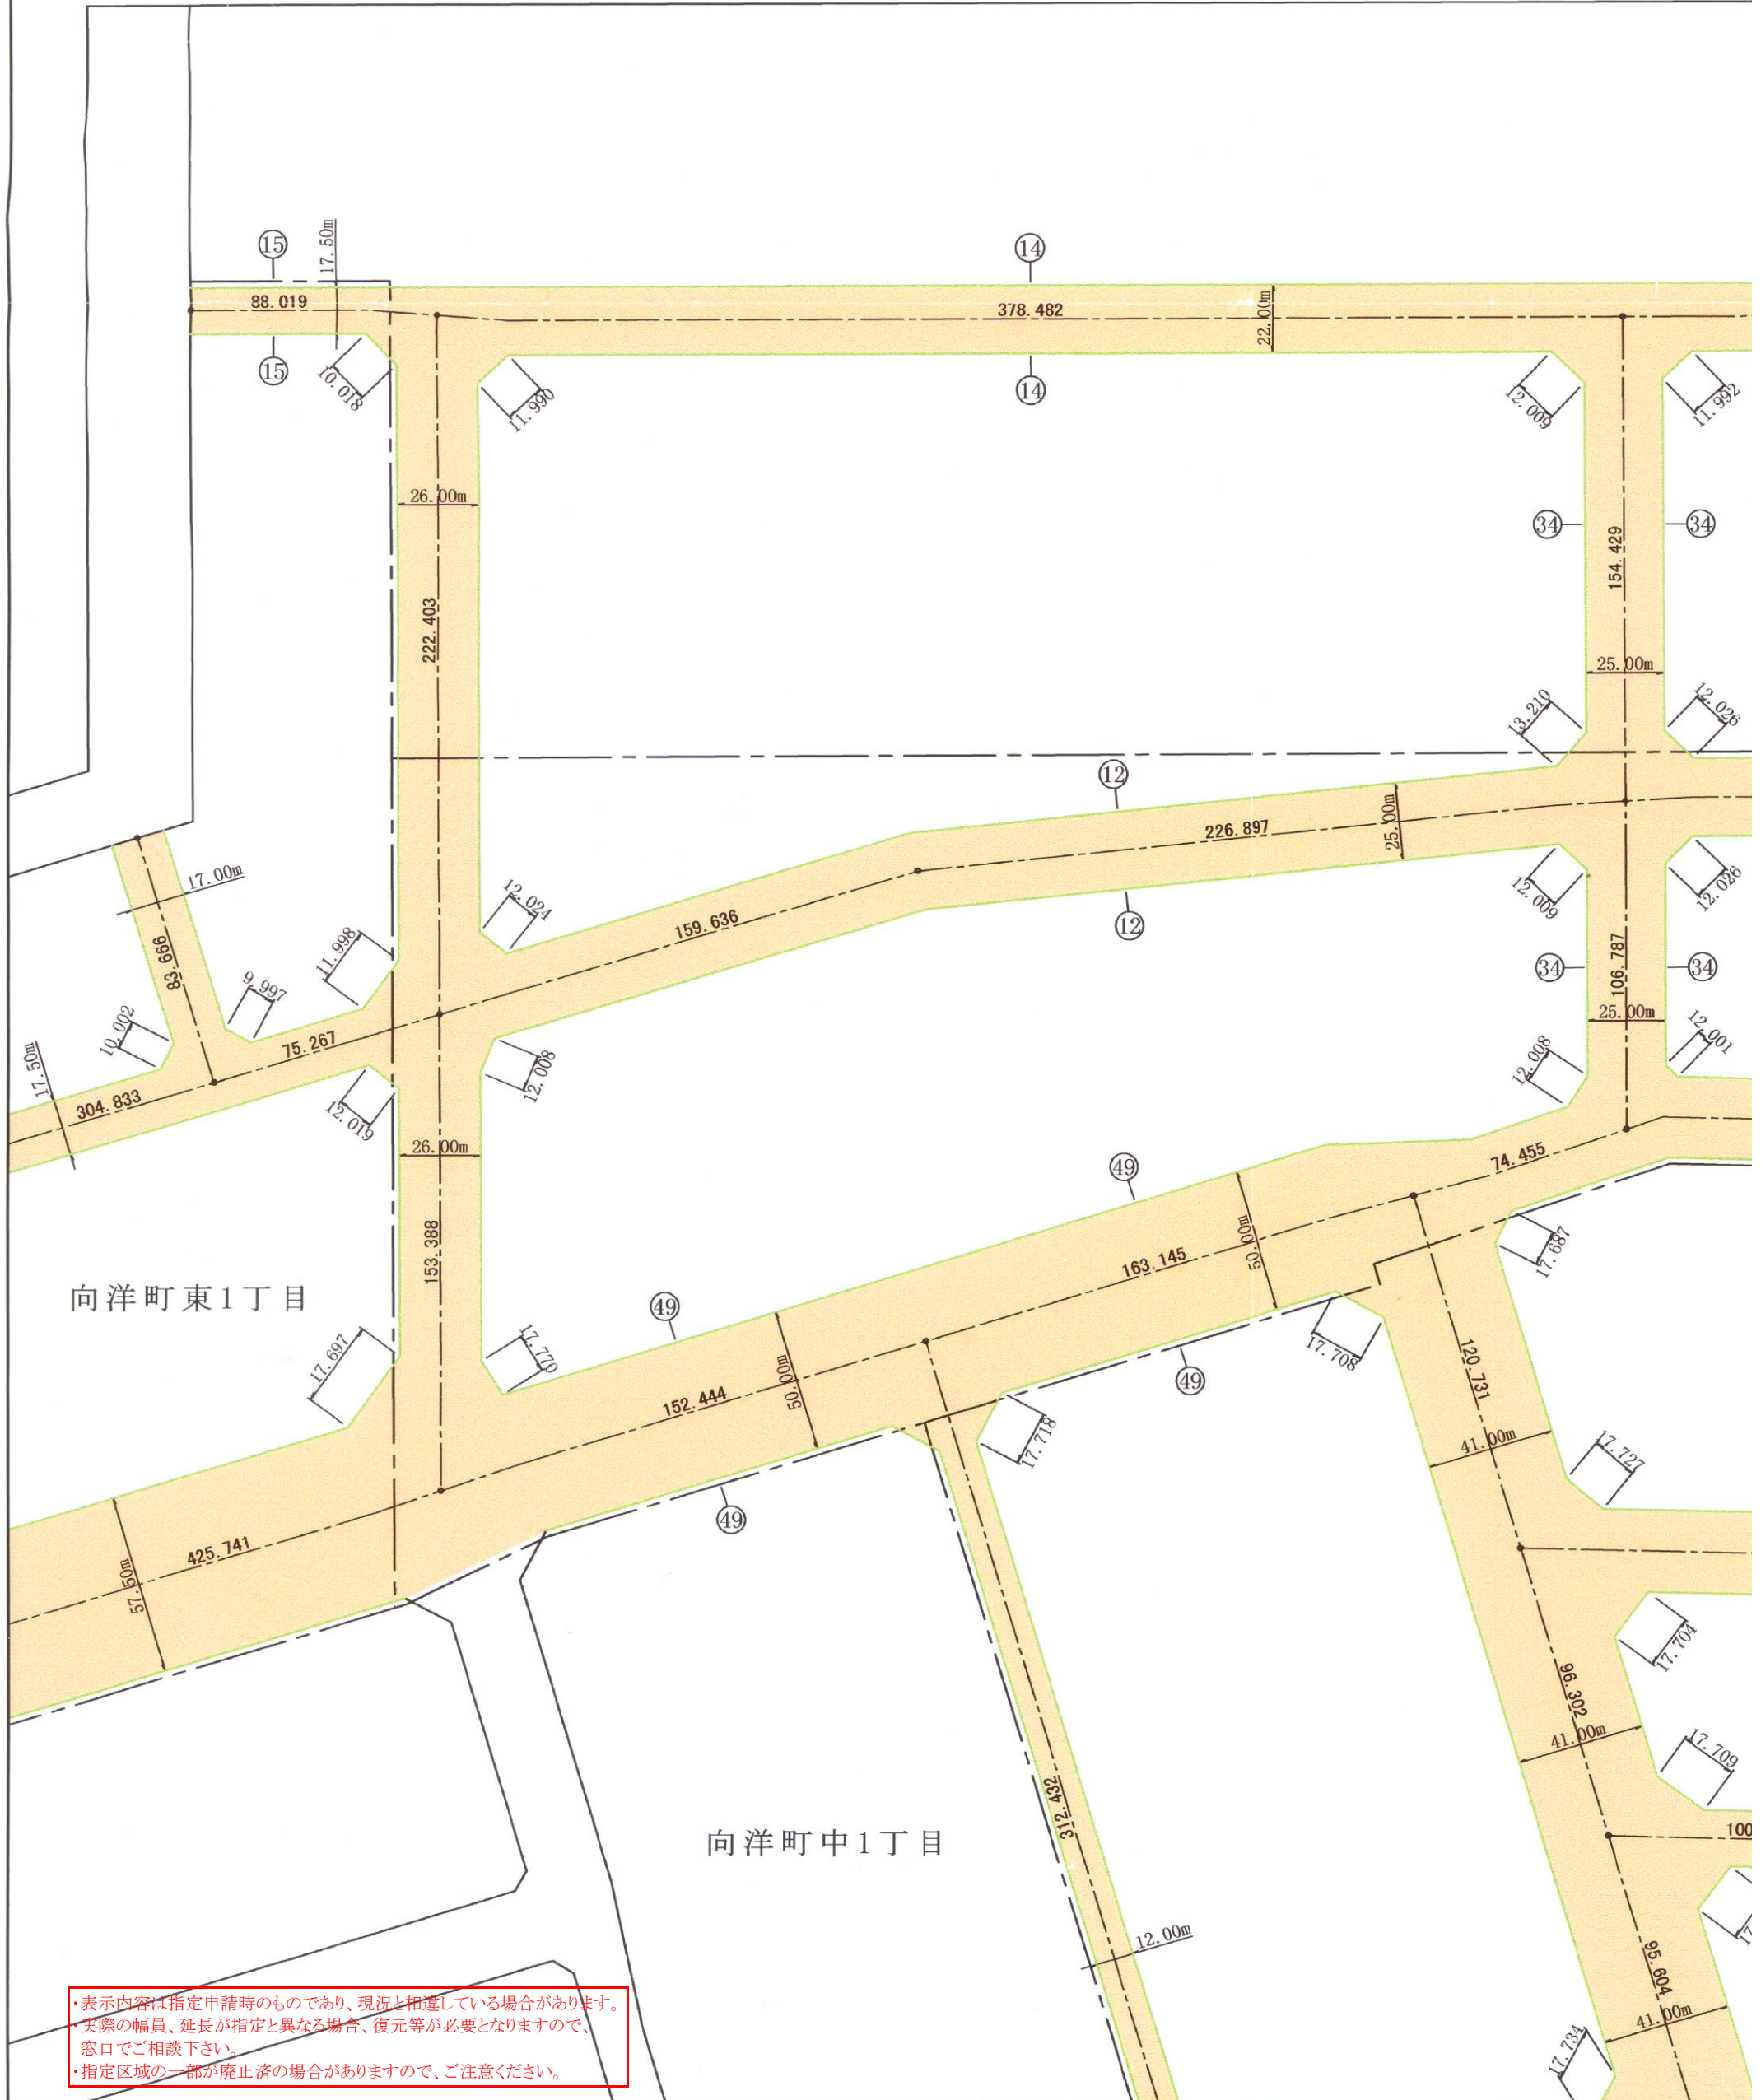 ⑮
17.50m
⑭
88.019
378.482
22.00m
⑮
⑭
10.018
11.990
12.009
11.992
26.00m
㉞
㉞
154.429
222.403
25.00m
13.210
12.026
⑫
25.00m
226.897
17.00m
12.024
12.009
12.026
159.636
⑫
11.998
83.666
9.997
㉞
㉞
106.787
10.002
75.267
25.00m
12.001
17.50m
12.008
12.008
304.833
12.019
26.00m
74.455
㊾
153.388
50.00m
17.687
163.145
向洋町東1丁目
㊾
17.697
17.770
17.708
120.731
㊾
152.444
50.00m
17.718
41.00m
17.727
㊾
425.741
57.50m
17.704
96.302
41.00m
17.709
312.432
向洋町中1丁目
100
12.00m
17.
95.604
41.00m
17.734
・表示内容は指定申請時のものであり、現況と相違している場合があります。
・実際の幅員、延長が指定と異なる場合、復元等が必要となりますので、
窓口でご相談下さい。
・指定区域の一部が廃止済の場合がありますので、ご注意ください。